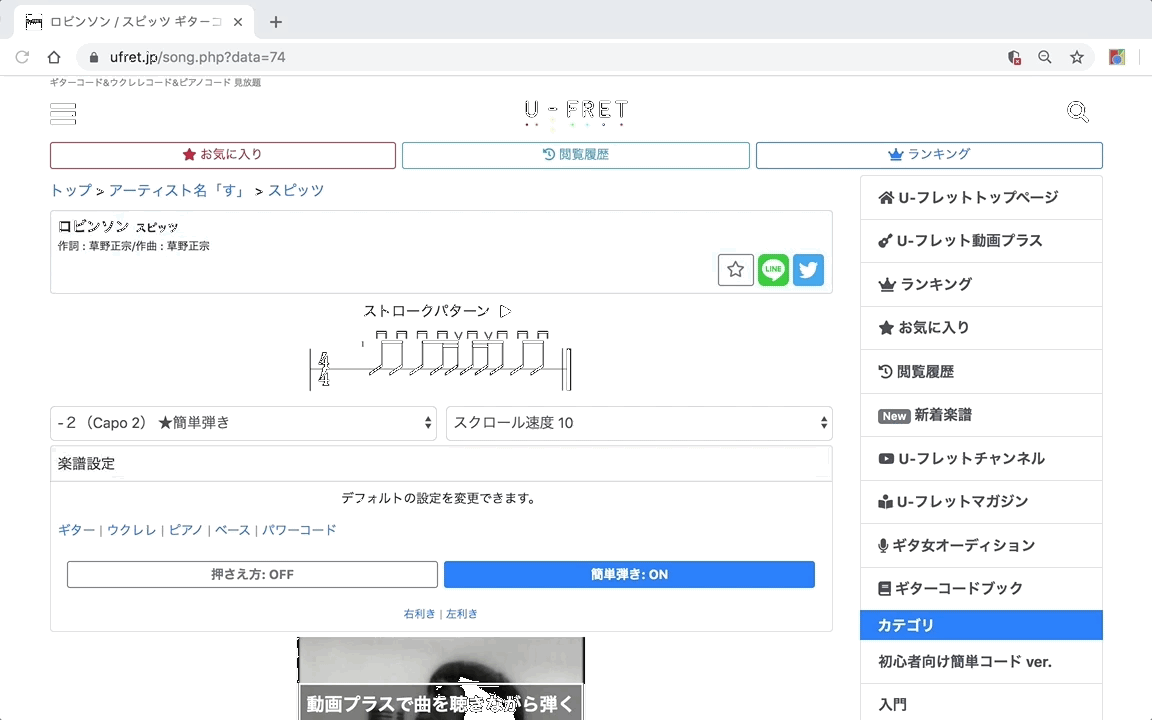 ロビンソン / スピッツ ギターコ
ufret.jp/song.php?data=74
ギターコード&ウクレレコード&ピアノコード 見放題
U - FRET
お気に入り
閲覧履歴
ランキング
トップ > アーティスト名「す」 > スピッツ
ロビンソン スピッツ
作詞 : 草野正宗/作曲 : 草野正宗
LINE
ストロークパターン
4
4
-２（Capo 2） ★簡単弾き
スクロール速度 10
楽譜設定
デフォルトの設定を変更できます。
ギター | ウクレレ | ピアノ | ベース | パワーコード
押さえ方: OFF
簡単弾き: ON
右利き | 左利き
動画プラスで曲を聴きながら弾く
U-フレットトップページ
U-フレット動画プラス
ランキング
お気に入り
閲覧履歴
New 新着楽譜
U-フレットチャンネル
U-フレットマガジン
ギタ女オーディション
ギターコードブック
カテゴリ
初心者向け簡単コード ver.
入門